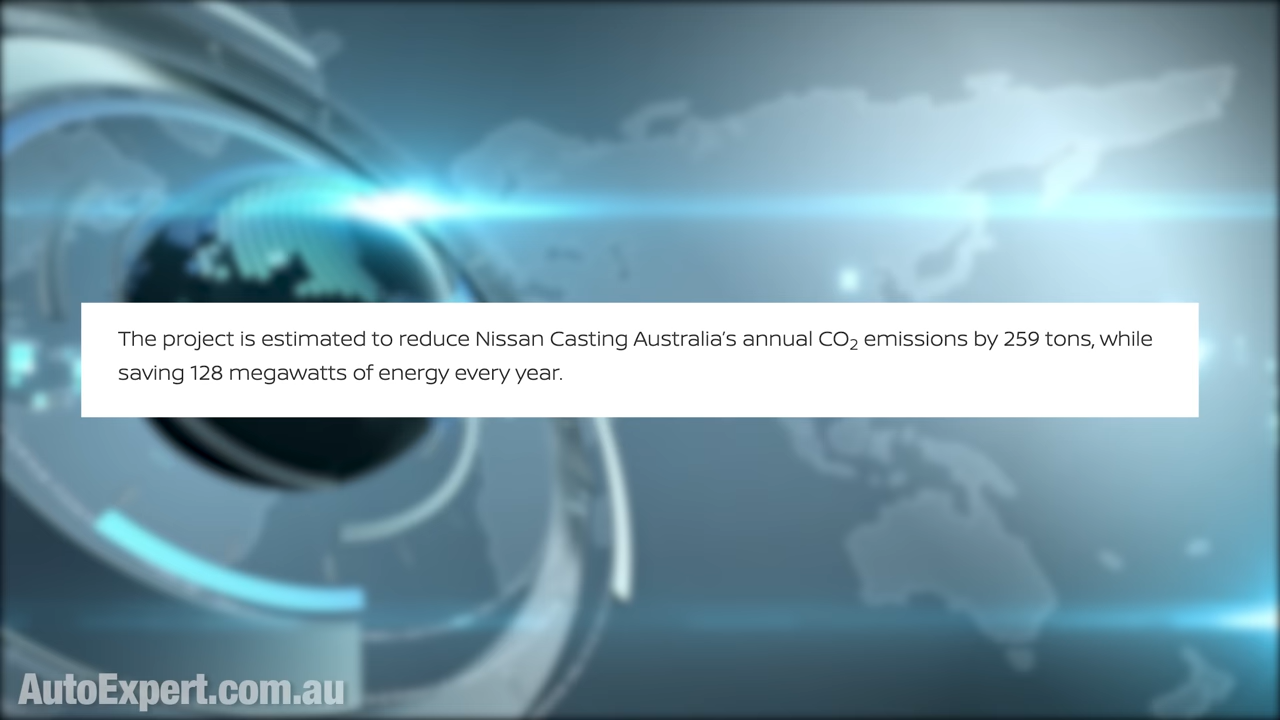 The project is estimated to reduce Nissan Casting Australia’s annual CO₂ emissions by 259 tons, while
saving 128 megawatts of energy every year.
AutoExpert.com.au